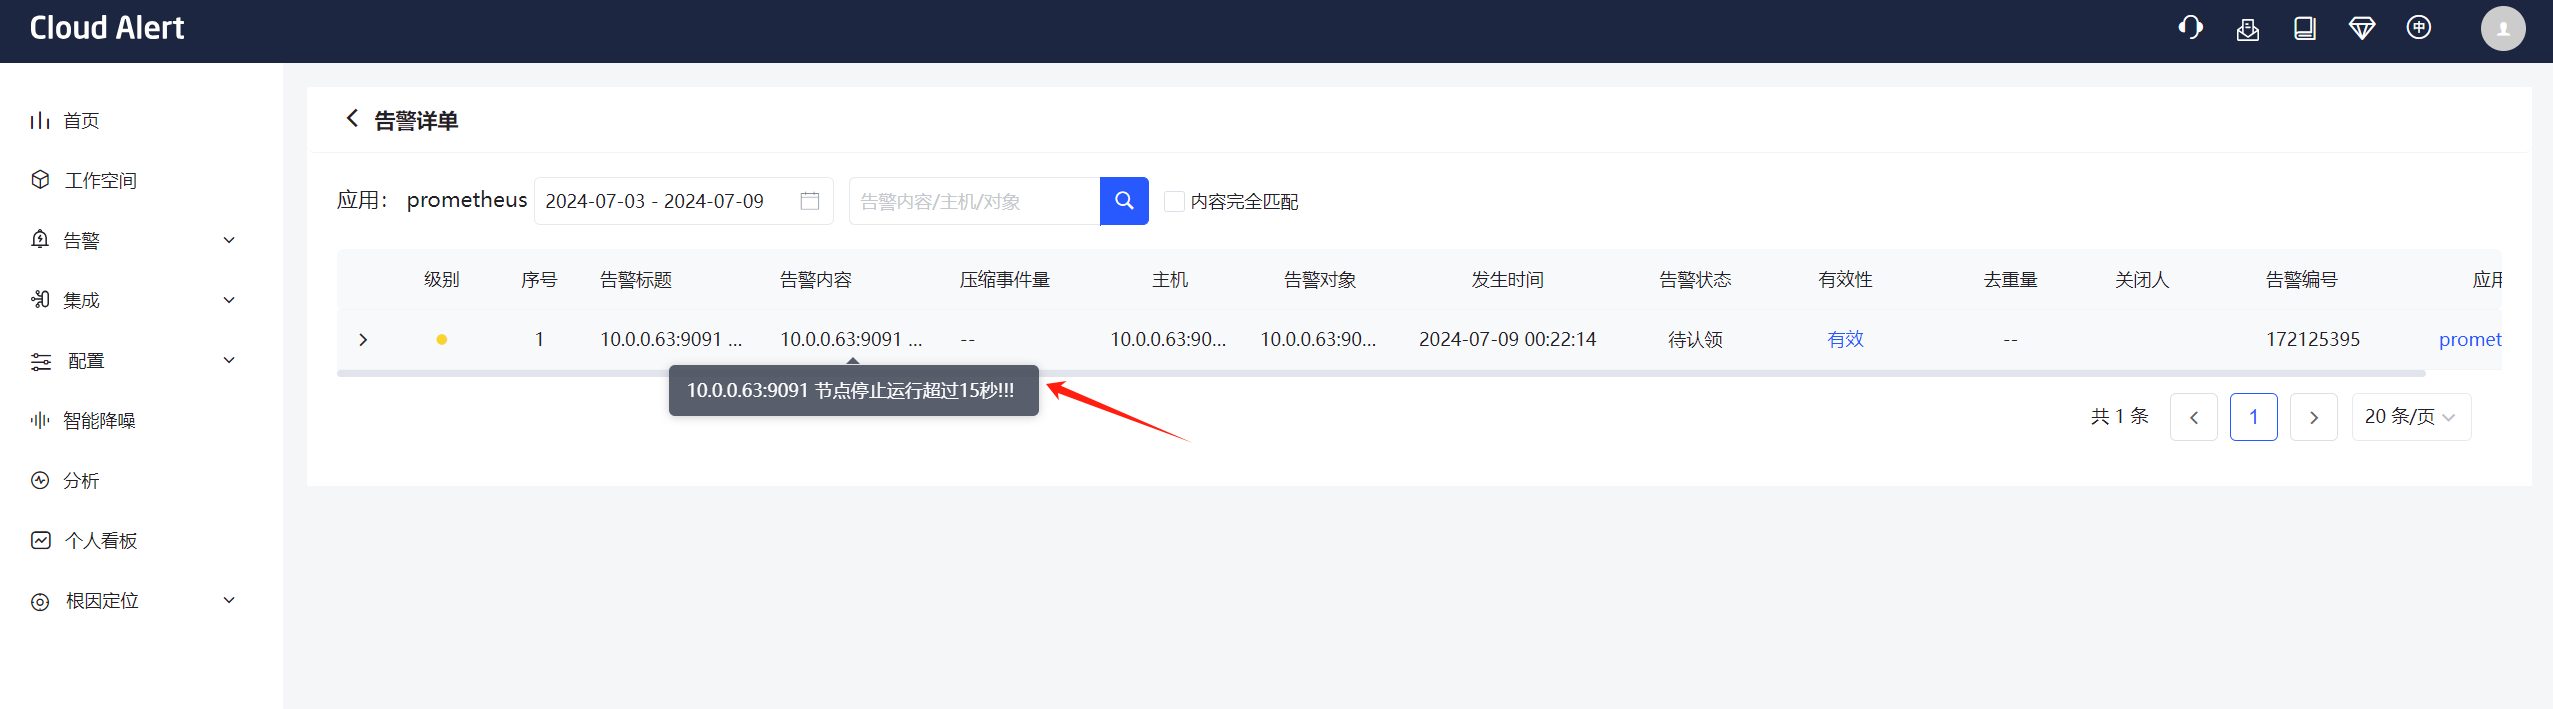 Cloud Alert
中
首页
工作空间
告警
集成
配置
智能降噪
分析
个人看板
根因定位
告警详单
应用： prometheus 2024-07-03 - 2024-07-09 告警内容/主机/对象 内容完全匹配
级别 序号 告警标题 告警内容 压缩事件量 主机 告警对象 发生时间 告警状态 有效性 去重量 关闭人 告警编号 应用
1 10.0.0.63:9091 ... 10.0.0.63:9091 ... -- 10.0.0.63:90... 10.0.0.63:90... 2024-07-09 00:22:14 待认领 有效 -- 172125395 promet
10.0.0.63:9091 节点停止运行超过15秒!!!
共 1 条 1 20 条/页